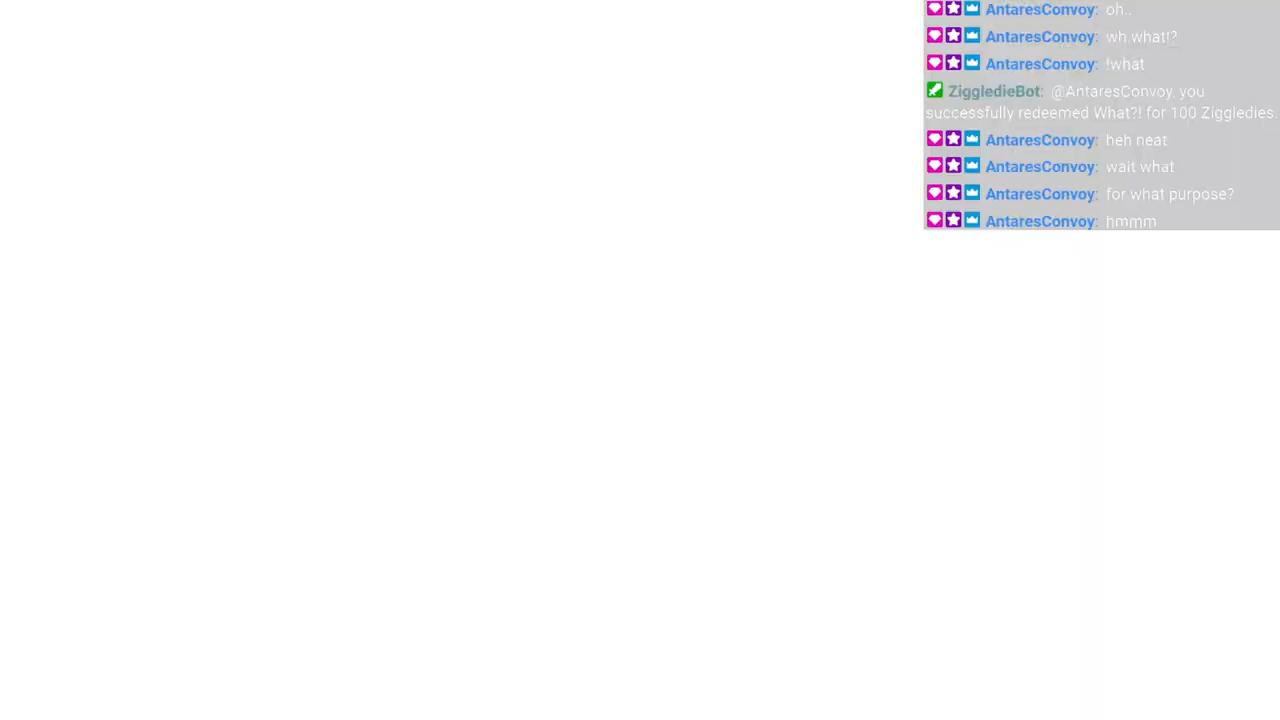 AntaresConvoy: oh..
AntaresConvoy: wh what!?
AntaresConvoy: !what
ZiggledieBot: @AntaresConvoy, you
successfully redeemed What?! for 100 Ziggledies.
AntaresConvoy: heh neat
AntaresConvoy: wait what
AntaresConvoy: for what purpose?
AntaresConvoy: hmmm